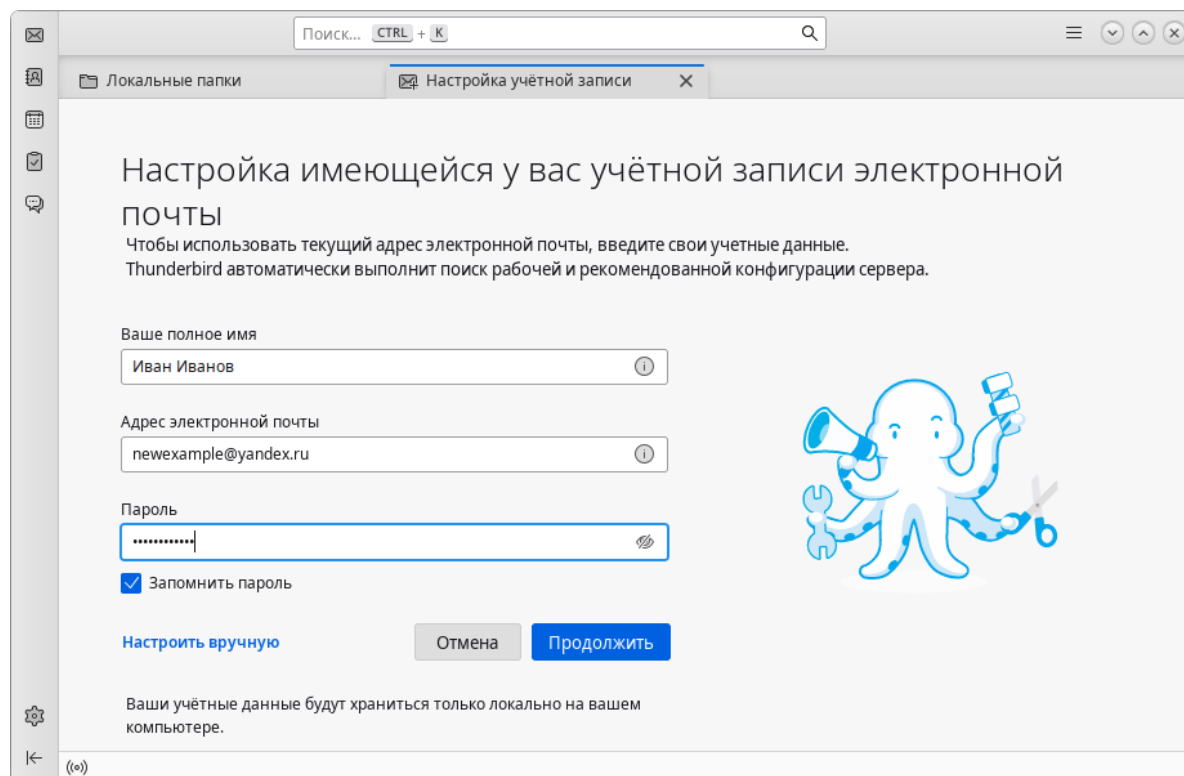 Поиск... CTRL + K
Локальные папки
Настройка учётной записи
Настройка имеющейся у вас учётной записи электронной
почты
Чтобы использовать текущий адрес электронной почты, введите свои учетные данные.
Thunderbird автоматически выполнит поиск рабочей и рекомендованной конфигурации сервера.
Ваше полное имя
Иван Иванов
Адрес электронной почты
newexample@yandex.ru
Пароль
••••••••••••
Запомнить пароль
Настроить вручную
Отмена
Продолжить
Ваши учётные данные будут храниться только локально на вашем
компьютере.